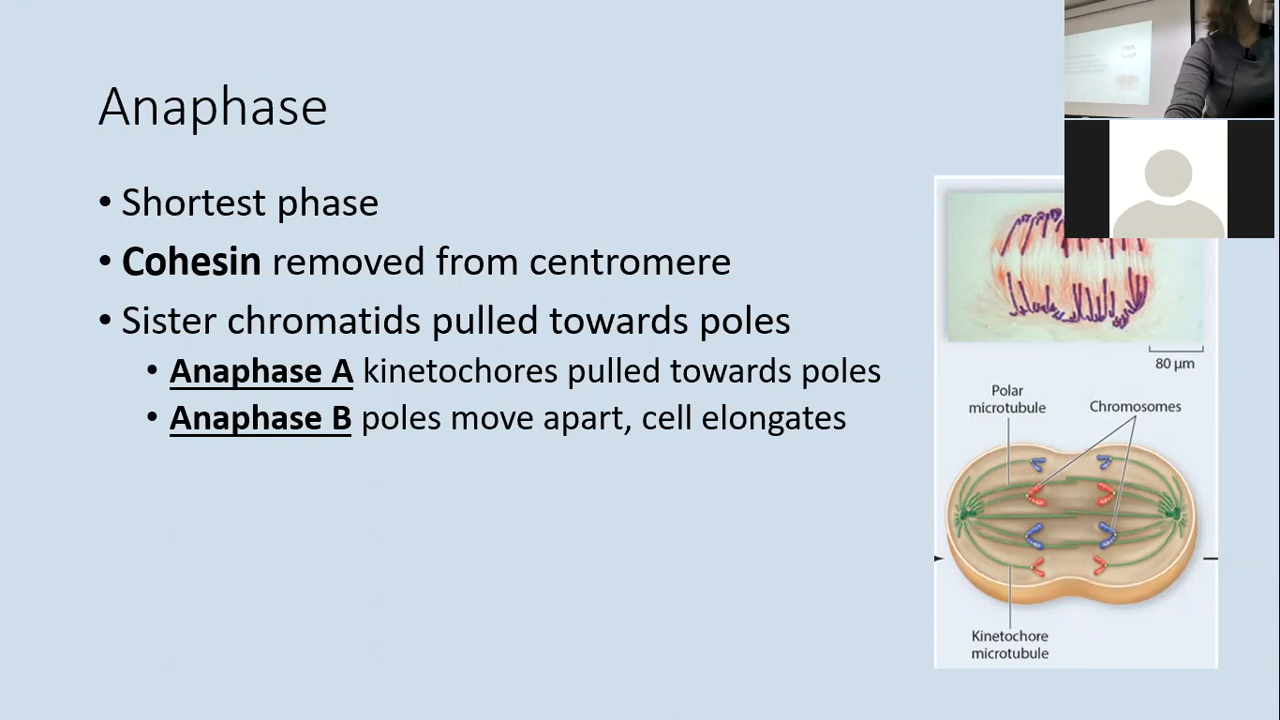 Anaphase
• Shortest phase
• Cohesin removed from centromere
• Sister chromatids pulled towards poles
• Anaphase A kinetochores pulled towards poles
• Anaphase B poles move apart, cell elongates
80 μm
Polar
microtubule
Chromosomes
Kinetochore
microtubule